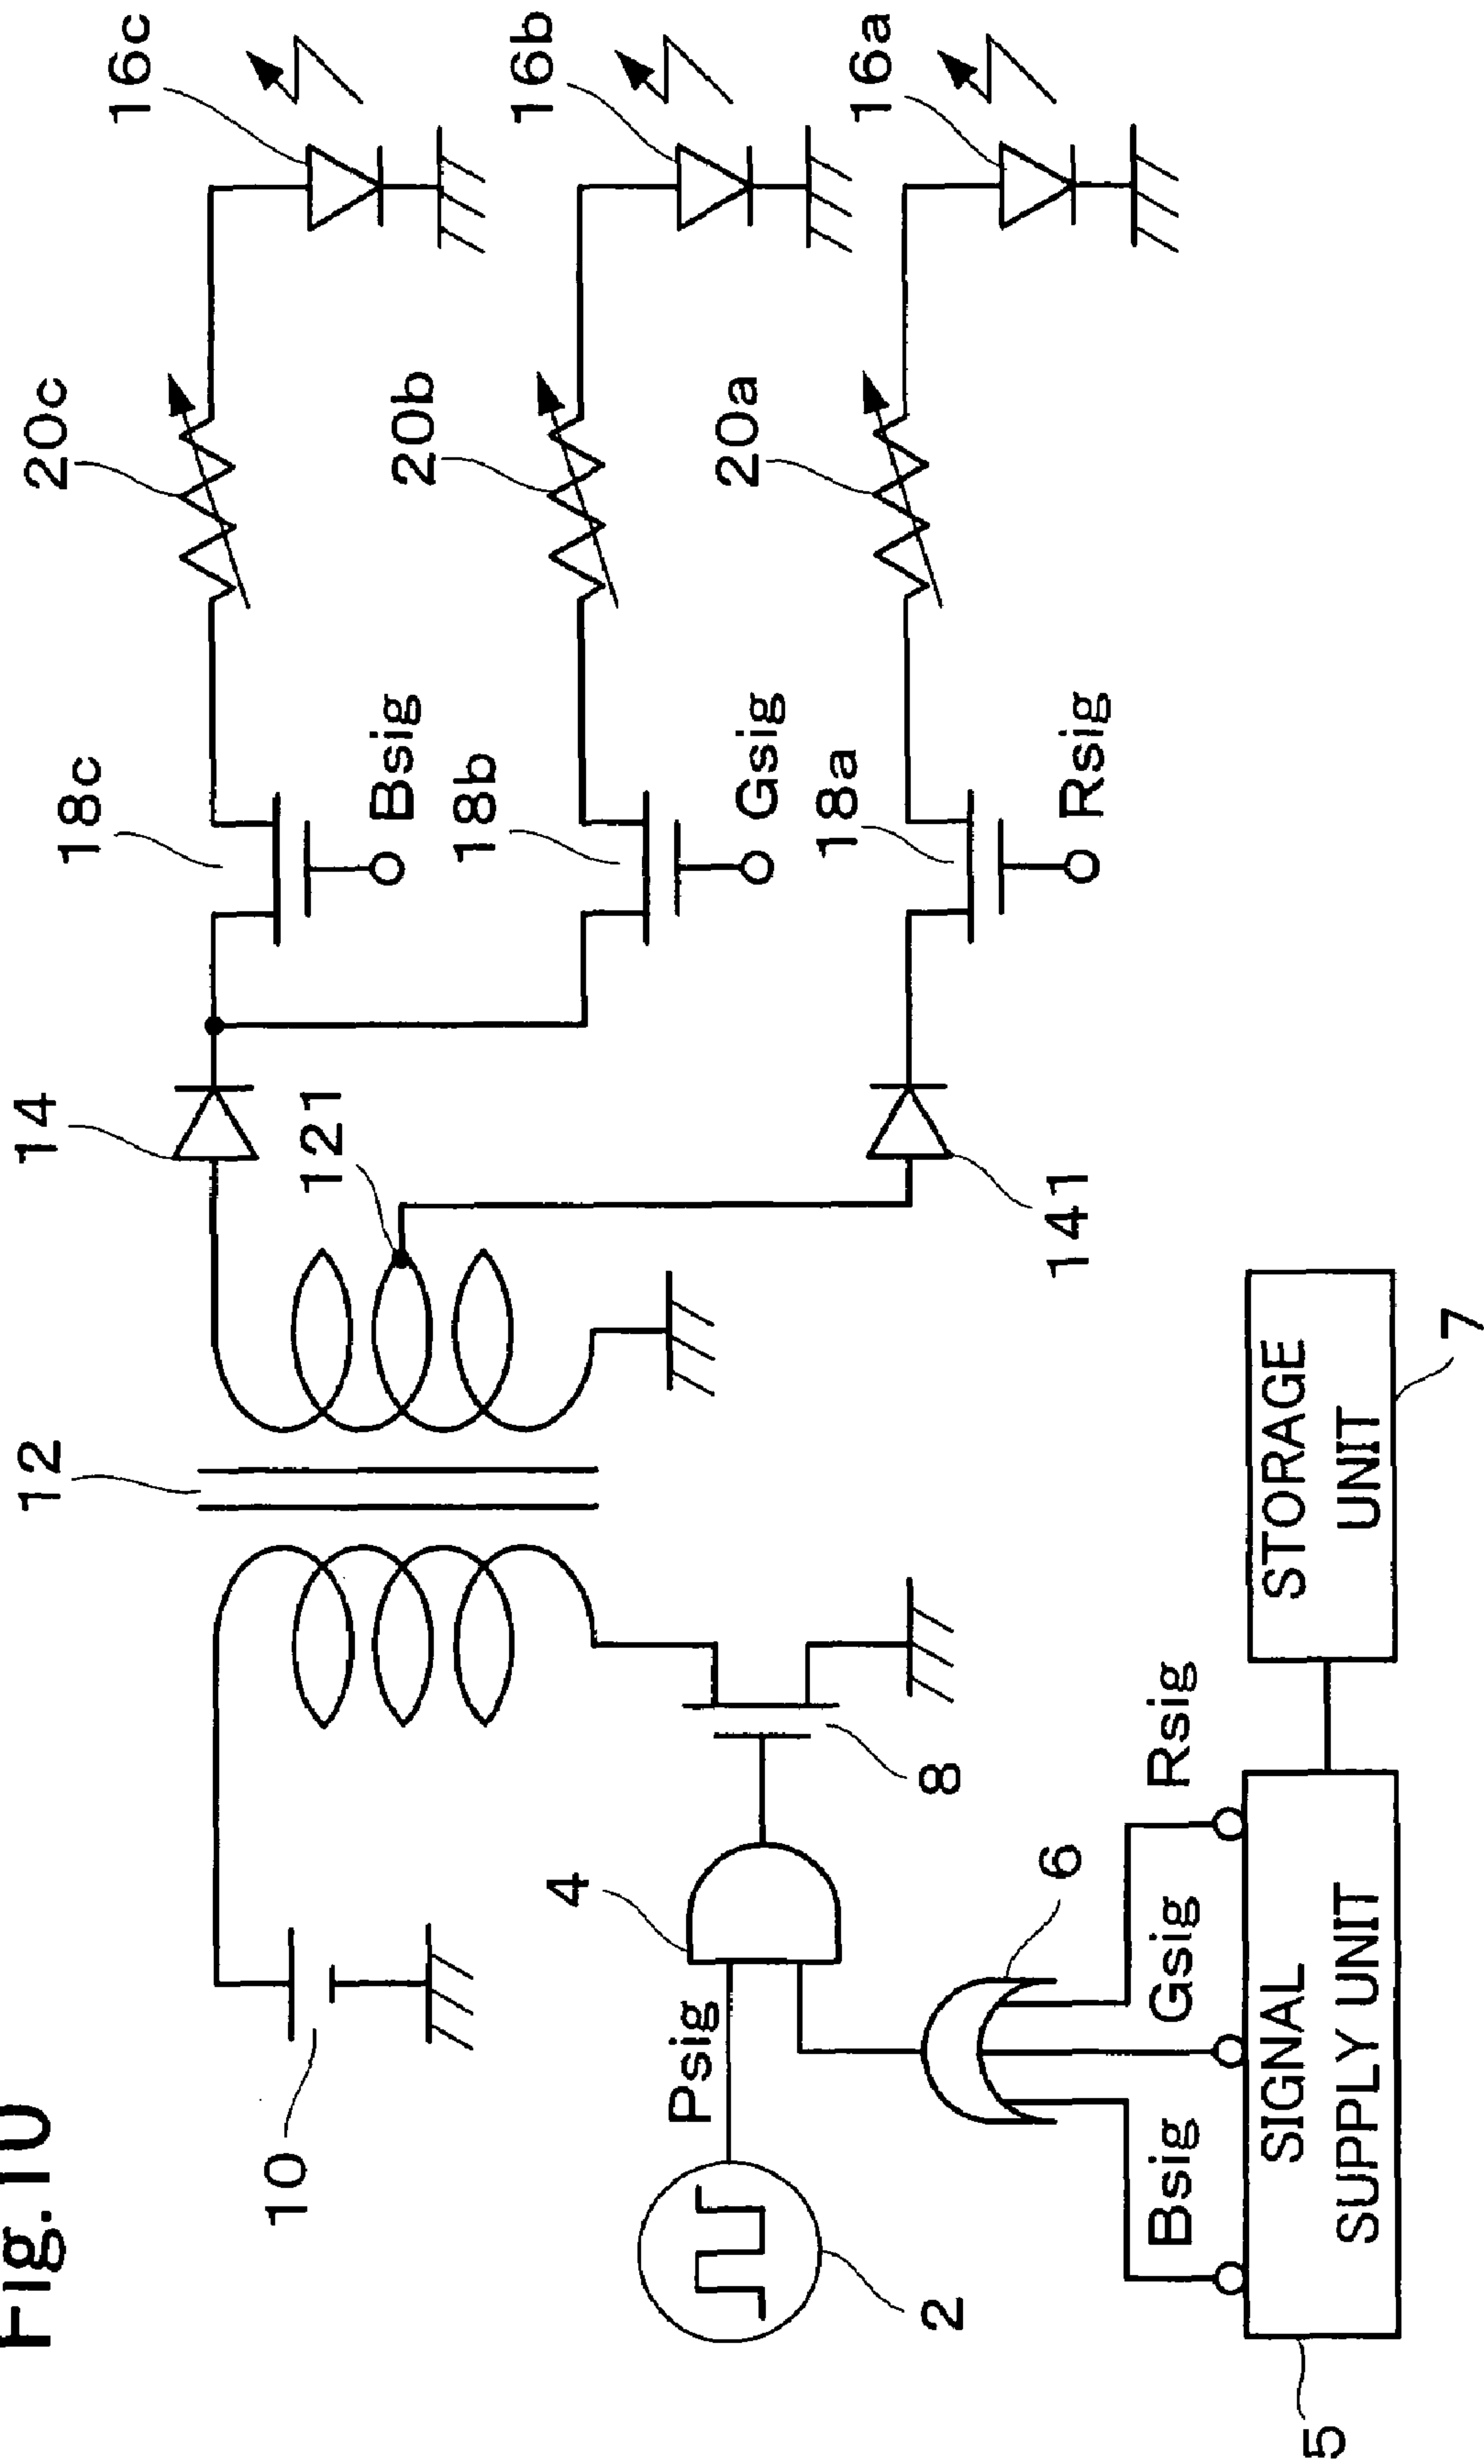 Fig.10
10
12
14
18c
20c
16c
121
Bsig
20b
16b
18b
Gsig
20a
16a
18a
Rsig
141
4
Psig
2
8
6
Bsig
Gsig
Rsig
5
SIGNAL
SUPPLY UNIT
STORAGE
UNIT
7